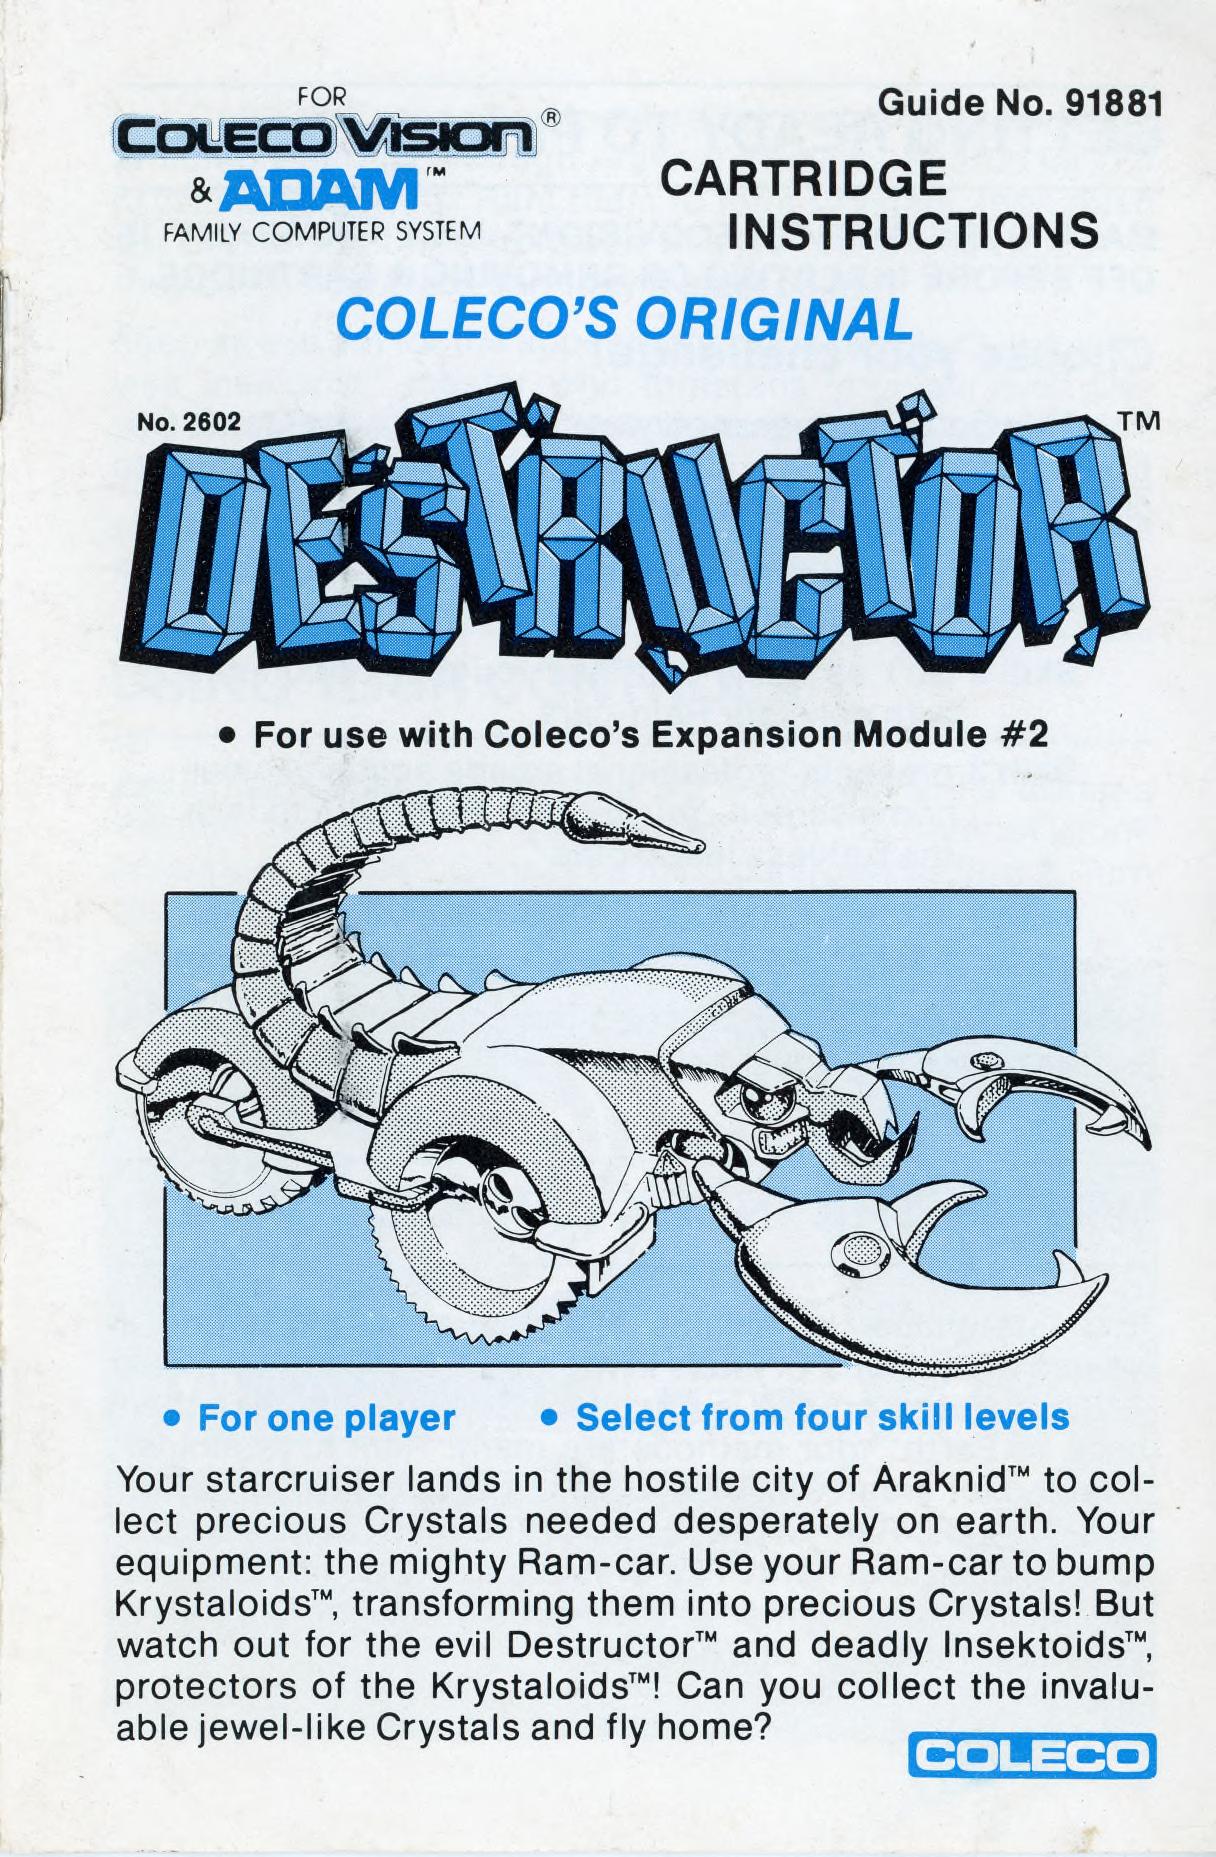 FOR
COLECOVISION®
& ADAM™
FAMILY COMPUTER SYSTEM
Guide No. 91881
CARTRIDGE
INSTRUCTIONS
COLECO'S ORIGINAL
No. 2602
DESTRUCTOR™
• For use with Coleco's Expansion Module #2
• For one player • Select from four skill levels
Your starcruiser lands in the hostile city of Araknid™ to col-
lect precious Crystals needed desperately on earth. Your
equipment: the mighty Ram-car. Use your Ram-car to bump
Krystaloids™, transforming them into precious Crystals! But
watch out for the evil Destructor™ and deadly Insektoids™,
protectors of the Krystaloids™! Can you collect the invalu-
able jewel-like Crystals and fly home?
COLECO